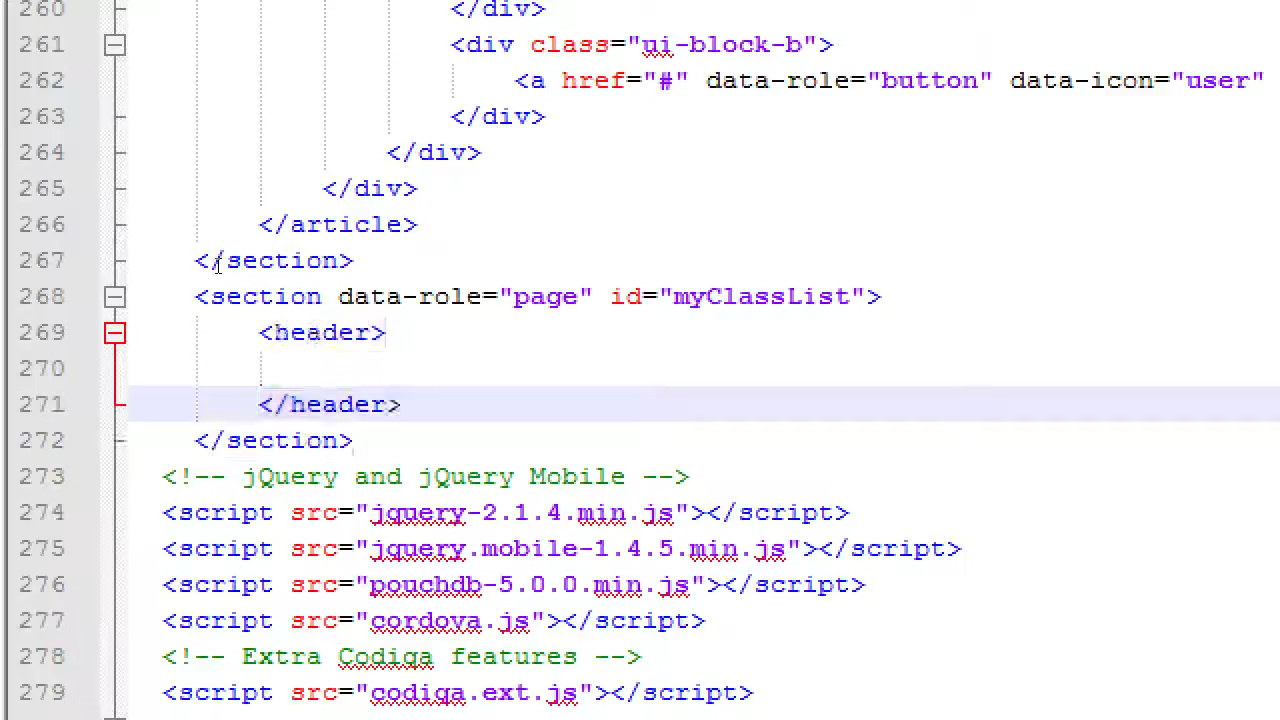 260 </div>
261 <div class="ui-block-b">
262 <a href="#" data-role="button" data-icon="user"
263 </div>
264 </div>
265 </div>
266 </article>
267 </section>
268 <section data-role="page" id="myClassList">
269 <header>
270
271 </header>
272 </section>
273 <!-- jQuery and jQuery Mobile -->
274 <script src="jquery-2.1.4.min.js"></script>
275 <script src="jquery.mobile-1.4.5.min.js"></script>
276 <script src="pouchdb-5.0.0.min.js"></script>
277 <script src="cordova.js"></script>
278 <!-- Extra Codiqa features -->
279 <script src="codiqa.ext.js"></script>